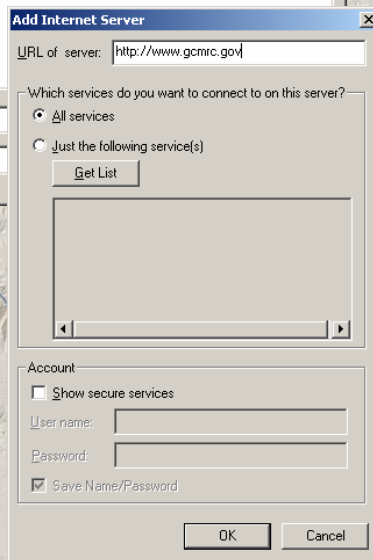 Add Internet Server
URL of server: http://www.gcmrc.gov
Which services do you want to connect to on this server?
All services
Just the following service(s)
Get List
Account
Show secure services
User name:
Password:
Save Name/Password
OK Cancel